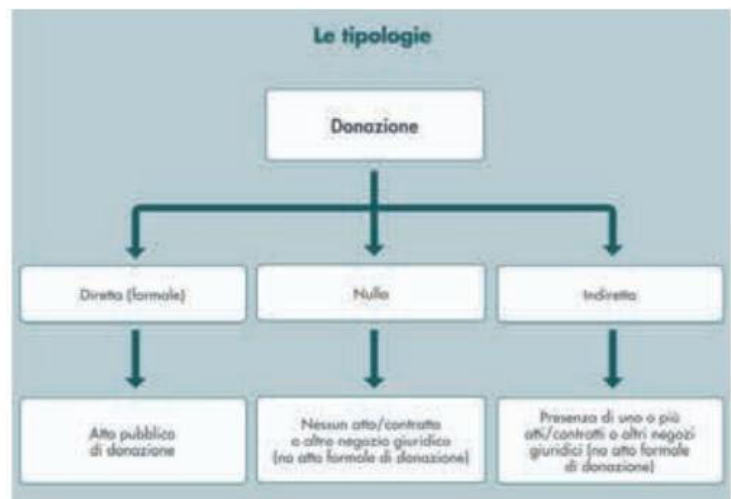 Le tipologie
Donazione
Diretta (formale)
Nulla
Indiretta
Atto pubblico
di donazione
Nessun atto/contratto
o altro negozio giuridico
(no atto formale di donazione)
Presenza di uno o più
atti/contratti o altri negozi
giuridici (no atto formale
di donazione)